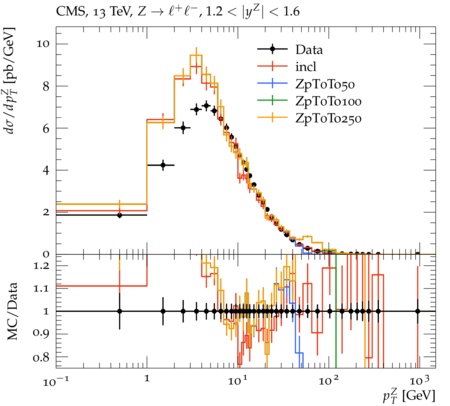 CMS, 13 TeV, Z → ℓ⁺ℓ⁻, 1.2 < |y^Z| < 1.6
dσ/dp_T^Z [pb/GeV]
10
8
6
4
2
0
Data
incl
ZpToTo50
ZpToTo100
ZpToTo250
MC/Data
1.2
1.1
1
0.9
0.8
10⁻¹ 1 10¹ 10² 10³
p_T^Z [GeV]